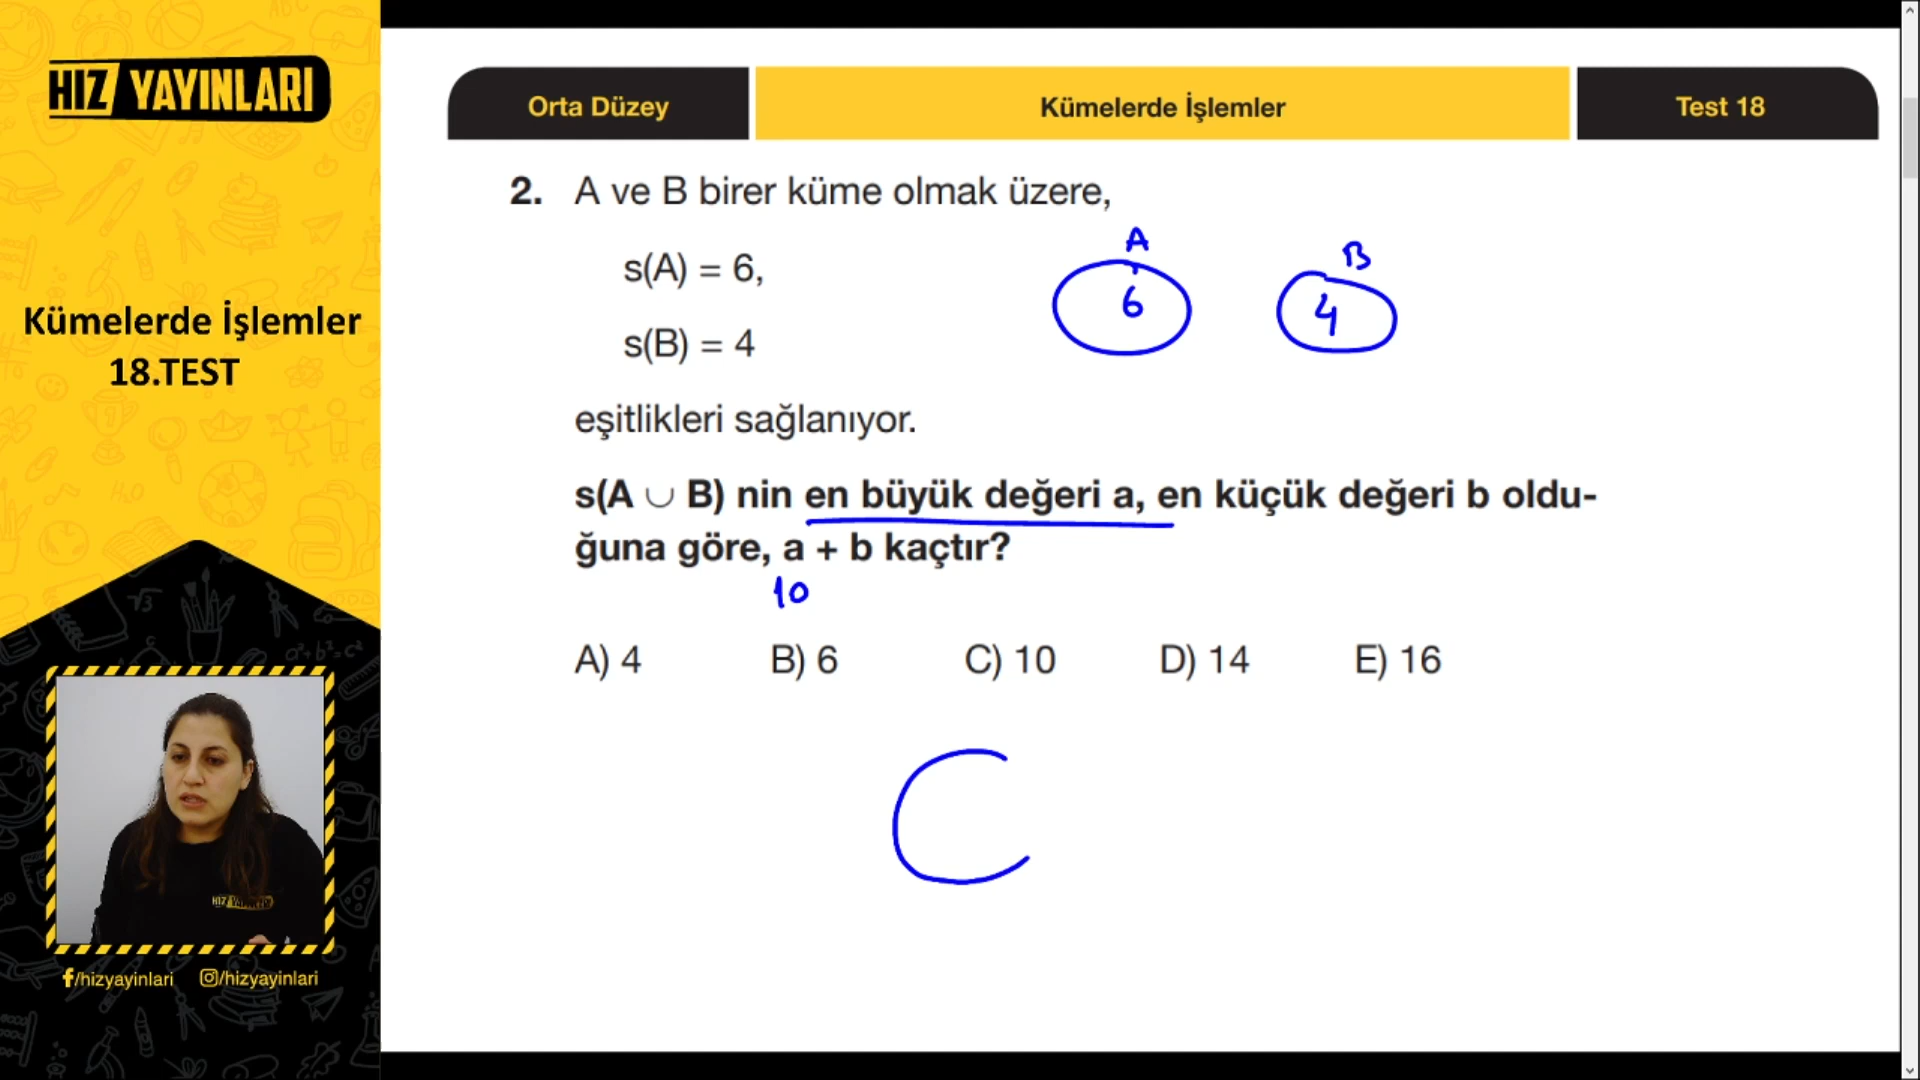 HIZ YAYINLARI
Kümelerde İşlemler
18.TEST
/hizyayinlari /hizyayinlari
Orta Düzey Kümelerde İşlemler Test 18
2. A ve B birer küme olmak üzere,
s(A) = 6,
s(B) = 4
A B
6 4
eşitlikleri sağlanıyor.
s(A ∪ B) nin en büyük değeri a, en küçük değeri b oldu-
ğuna göre, a + b kaçtır?
10
A) 4 B) 6 C) 10 D) 14 E) 16